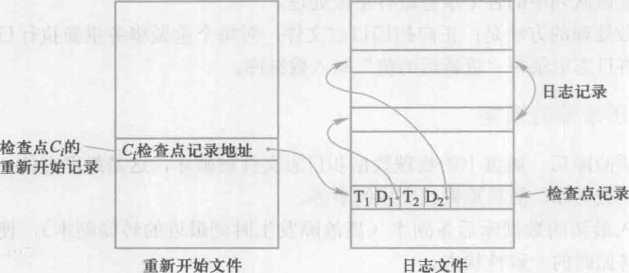 日志记录
检查点Ci的
重新开始记录
Ci检查点记录地址
T1 D1 T2 D2
检查点记录
重新开始文件
日志文件